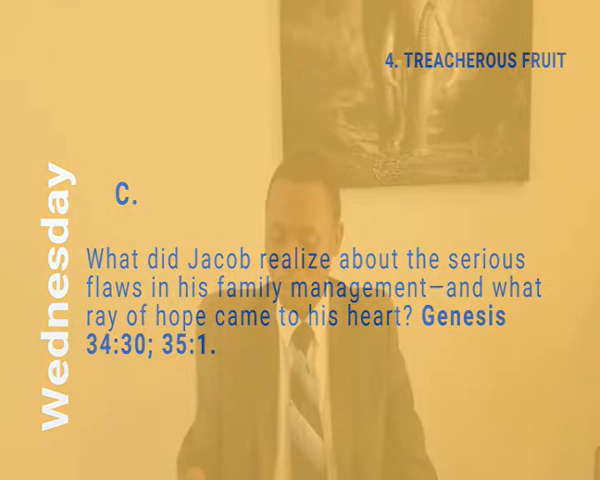 4. TREACHEROUS FRUIT
Wednesday
C.
What did Jacob realize about the serious
flaws in his family management—and what
ray of hope came to his heart? Genesis
34:30; 35:1.